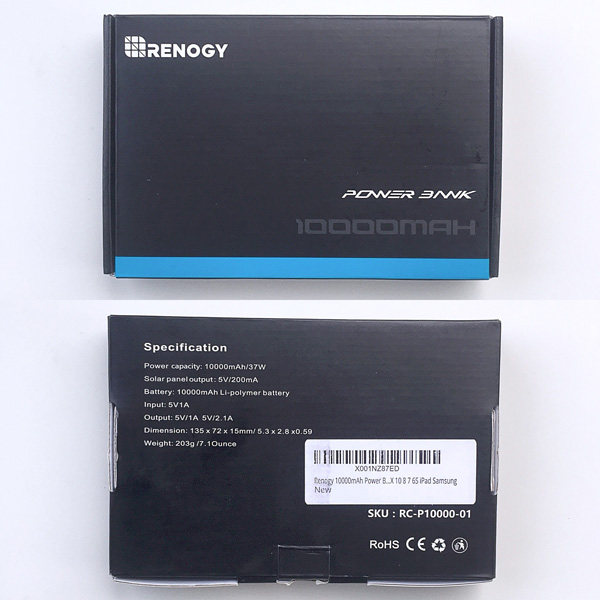 RENOGY
POWER BANK
10000MAH
Specification
Power capacity: 10000mAh/37W
Solar panel output: 5V/200mA
Battery: 10000mAh Li-polymer battery
Input: 5V1A
Output: 5V/1A 5V/2.1A
Dimension: 135 x 72 x 15mm/ 5.3 x 2.8 x0.59
Weight: 203g /7.1Ounce
X001NZ87ED
Renogy 10000mAh Power B...X 10 8 7 6S iPad Samsung
New
SKU : RC-P10000-01
RoHS CE